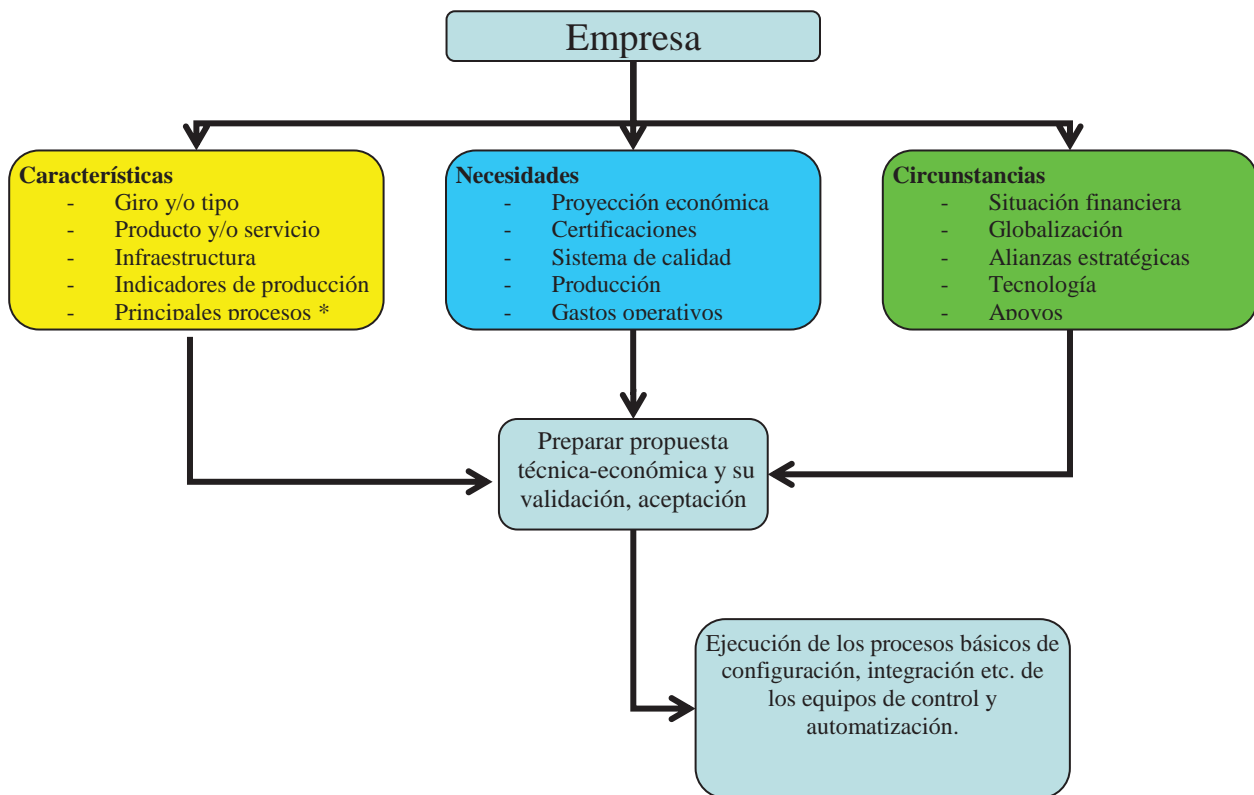 Empresa
Características
- Giro y/o tipo
- Producto y/o servicio
- Infraestructura
- Indicadores de producción
- Principales procesos *
Necesidades
- Proyección económica
- Certificaciones
- Sistema de calidad
- Producción
- Gastos operativos
Circunstancias
- Situación financiera
- Globalización
- Alianzas estratégicas
- Tecnología
- Apoyos
Preparar propuesta
técnica-económica y su
validación, aceptación
Ejecución de los procesos básicos de
configuración, integración etc. de
los equipos de control y
automatización.